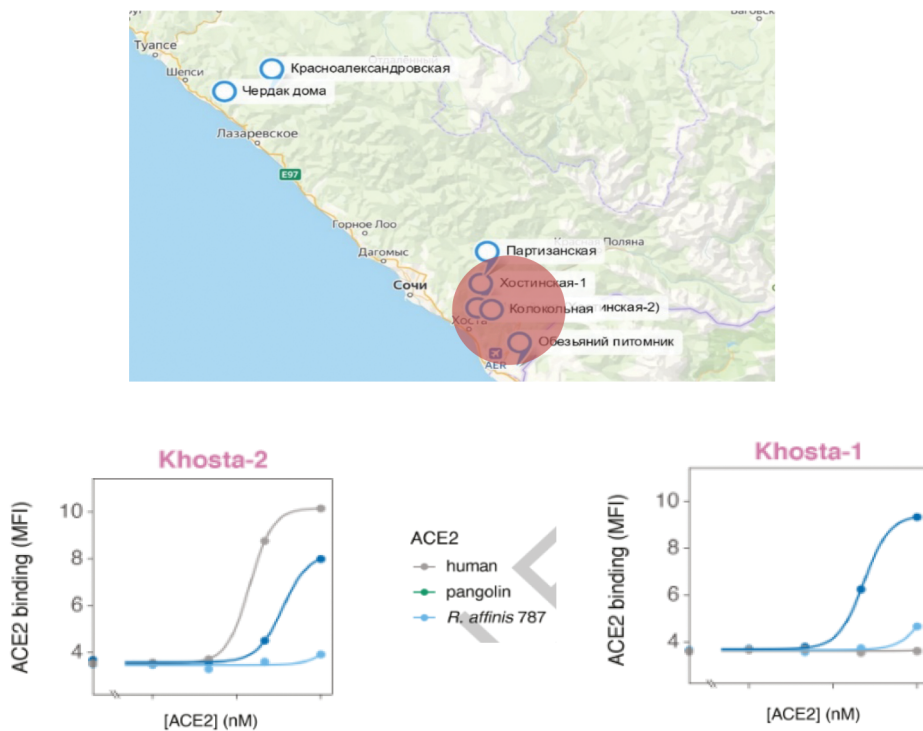 Туапсе
Шепси
Красноалександровская
Чердак дома
Лазаревское
E97
Горное Лоо
Дагомыс
Сочи
Красная Поляна
Партизанская
Хостинская-1
Колокольная
инская-2)
Хоста
Обезьяний питомник
AER
Khosta-2
ACE2 binding (MFI)
10
8
6
4
[ACE2] (nM)
ACE2
human
pangolin
R. affinis 787
Khosta-1
ACE2 binding (MFI)
10
8
6
4
[ACE2] (nM)